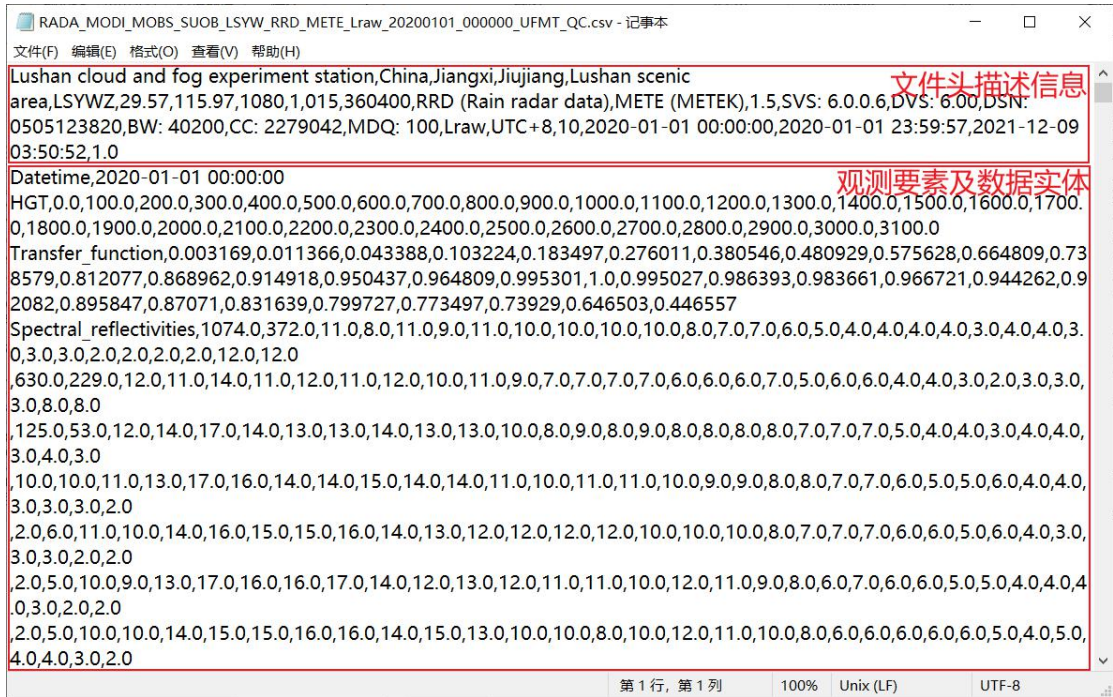 RADA_MODI_MOBS_SUOB_LSYW_RRD_METE_Lraw_20200101_000000_UFMT_QC.csv - 记事本
文件(F) 编辑(E) 格式(O) 查看(V) 帮助(H)
Lushan cloud and fog experiment station,China,Jiangxi,Jiujiang,Lushan scenic
文件头描述信息
area,LSYWZ,29.57,115.97,1080,1,015,360400,RRD (Rain radar data),METE (METEK),1.5,SVS: 6.0.0.6,DVS: 6.00,DSN:
0505123820,BW: 40200,CC: 2279042,MDQ: 100,Lraw,UTC+8,10,2020-01-01 00:00:00,2020-01-01 23:59:57,2021-12-09
03:50:52,1.0
Datetime,2020-01-01 00:00:00
观测要素及数据实体
HGT,0.0,100.0,200.0,300.0,400.0,500.0,600.0,700.0,800.0,900.0,1000.0,1100.0,1200.0,1300.0,1400.0,1500.0,1600.0,1700.
0,1800.0,1900.0,2000.0,2100.0,2200.0,2300.0,2400.0,2500.0,2600.0,2700.0,2800.0,2900.0,3000.0,3100.0
Transfer_function,0.003169,0.011366,0.043388,0.103224,0.183497,0.276011,0.380546,0.480929,0.575628,0.664809,0.73
8579,0.812077,0.868962,0.914918,0.950437,0.964809,0.995301,1.0,0.995027,0.986393,0.983661,0.966721,0.944262,0.9
2082,0.895847,0.87071,0.831639,0.799727,0.773497,0.73929,0.646503,0.446557
Spectral_reflectivities,1074.0,372.0,11.0,8.0,11.0,9.0,11.0,10.0,10.0,10.0,10.0,8.0,7.0,7.0,6.0,5.0,4.0,4.0,4.0,4.0,3.0,4.0,4.0,3.
0,3.0,3.0,2.0,2.0,2.0,2.0,12.0,12.0
,630.0,229.0,12.0,11.0,14.0,11.0,12.0,11.0,12.0,10.0,11.0,9.0,7.0,7.0,7.0,7.0,6.0,6.0,6.0,7.0,5.0,6.0,6.0,4.0,4.0,3.0,2.0,3.0,3.0,
3.0,8.0,8.0
,125.0,53.0,12.0,14.0,17.0,14.0,13.0,13.0,14.0,13.0,13.0,10.0,8.0,9.0,8.0,9.0,8.0,8.0,8.0,8.0,7.0,7.0,7.0,5.0,4.0,4.0,3.0,4.0,4.0,
3.0,4.0,3.0
,10.0,10.0,11.0,13.0,17.0,16.0,14.0,14.0,15.0,14.0,14.0,11.0,10.0,11.0,11.0,10.0,9.0,9.0,8.0,8.0,7.0,7.0,6.0,5.0,5.0,6.0,4.0,4.0,
3.0,3.0,3.0,2.0
,2.0,6.0,11.0,10.0,14.0,16.0,15.0,15.0,16.0,14.0,13.0,12.0,12.0,12.0,12.0,10.0,10.0,10.0,8.0,7.0,7.0,7.0,6.0,6.0,5.0,6.0,4.0,3.0,
3.0,3.0,2.0,2.0
,2.0,5.0,10.0,9.0,13.0,17.0,16.0,16.0,17.0,14.0,12.0,13.0,12.0,11.0,11.0,10.0,12.0,11.0,9.0,8.0,6.0,7.0,6.0,6.0,5.0,5.0,4.0,4.0,4
.0,3.0,2.0,2.0
,2.0,5.0,10.0,10.0,14.0,15.0,15.0,16.0,16.0,14.0,15.0,13.0,10.0,10.0,8.0,10.0,12.0,11.0,10.0,8.0,6.0,6.0,6.0,6.0,6.0,5.0,4.0,5.0,
4.0,4.0,3.0,2.0
第 1 行，第 1 列 100% Unix (LF) UTF-8